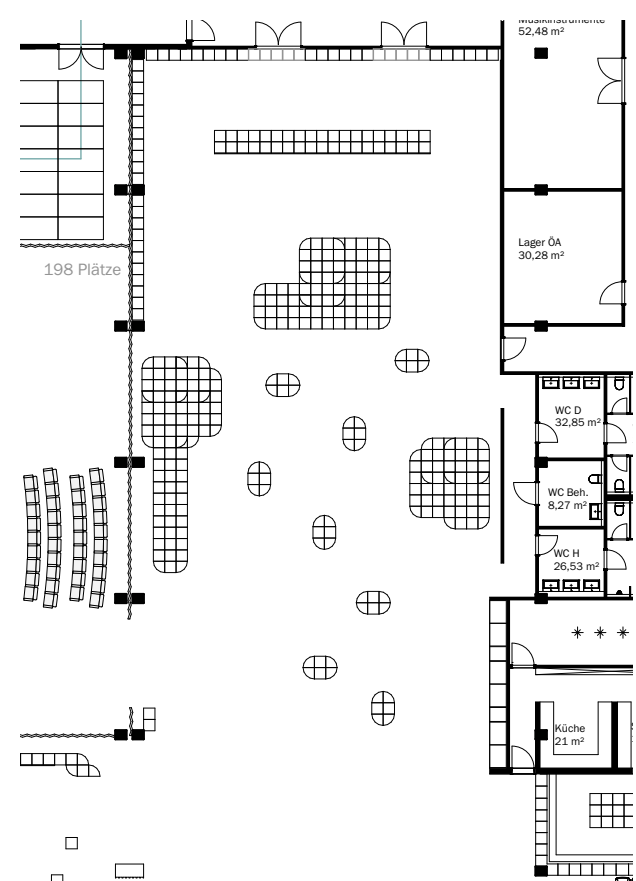 Musikinstrumente
52,48 m²
Lager ÖA
30,28 m²
198 Plätze
WC D
32,85 m²
WC Beh.
8,27 m²
WC H
26,53 m²
Küche
21 m²